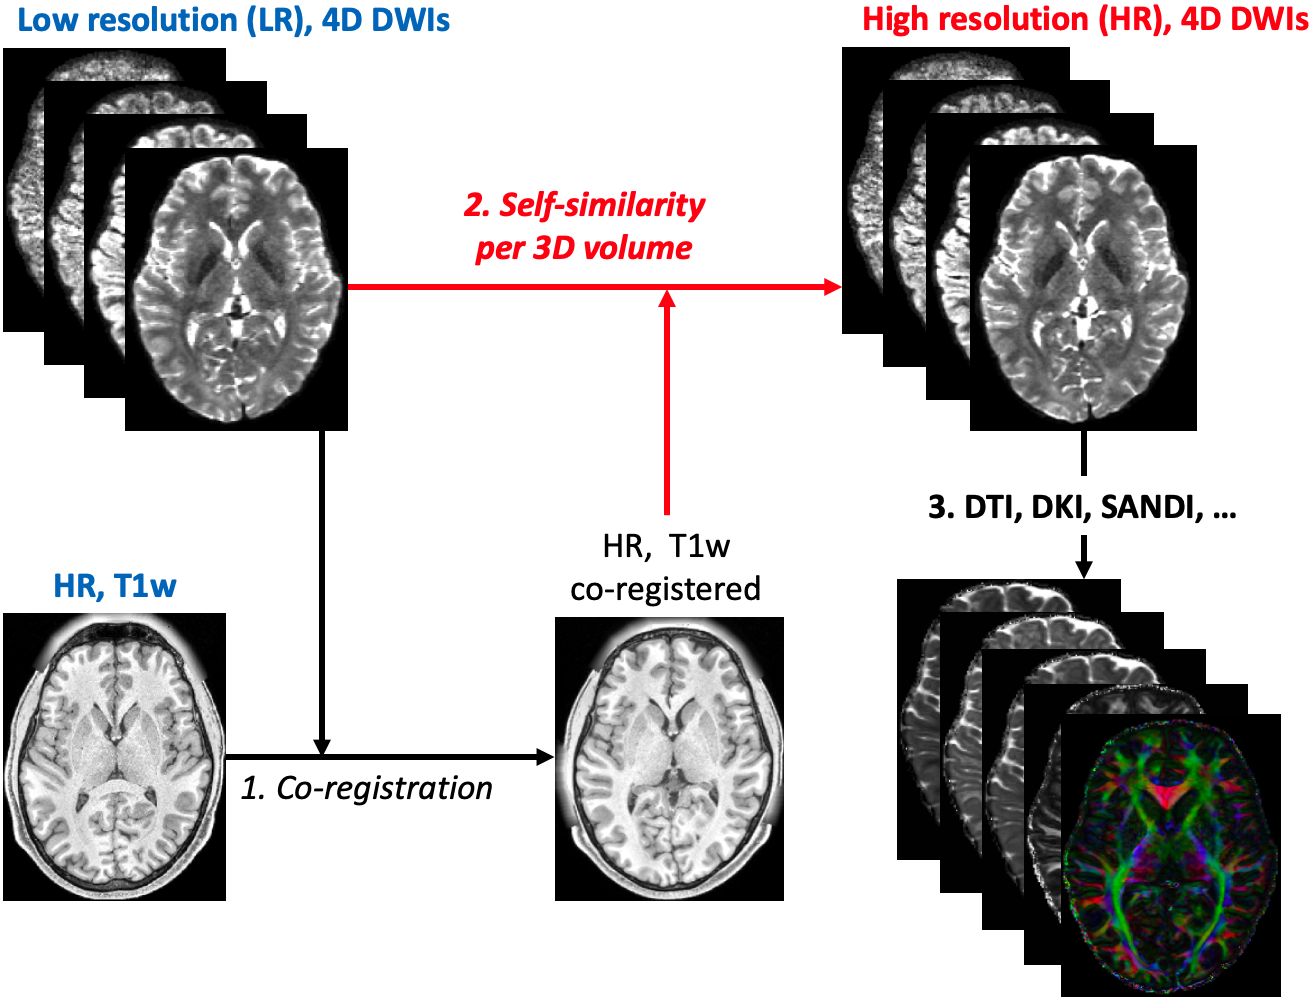 Low resolution (LR), 4D DWIs
High resolution (HR), 4D DWIs
2. Self-similarity
per 3D volume
3. DTI, DKI, SANDI, ...
HR, T1w
co-registered
HR, T1w
1. Co-registration